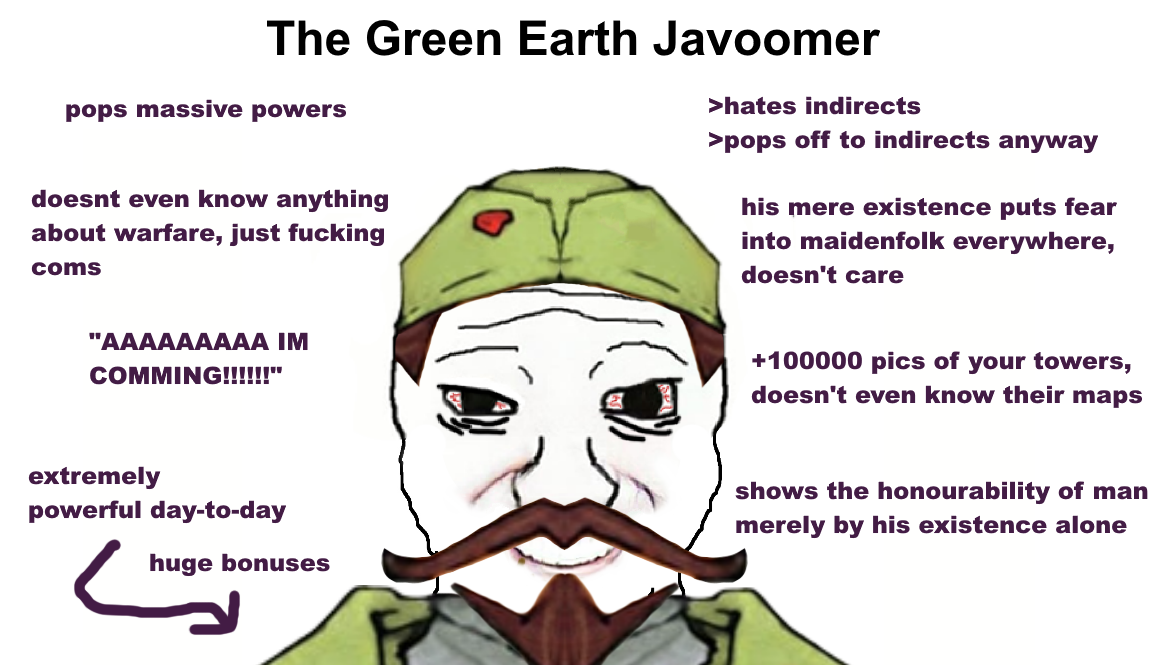 The Green Earth Javoomer
pops massive powers
>hates indirects
>pops off to indirects anyway
doesnt even know anything
about warfare, just fucking
coms
his mere existence puts fear
into maidenfolk everywhere,
doesn't care
"AAAAAAAAA IM
COMMING!!!!!!"
+100000 pics of your towers,
doesn't even know their maps
extremely
powerful day-to-day
huge bonuses
shows the honourability of man
merely by his existence alone